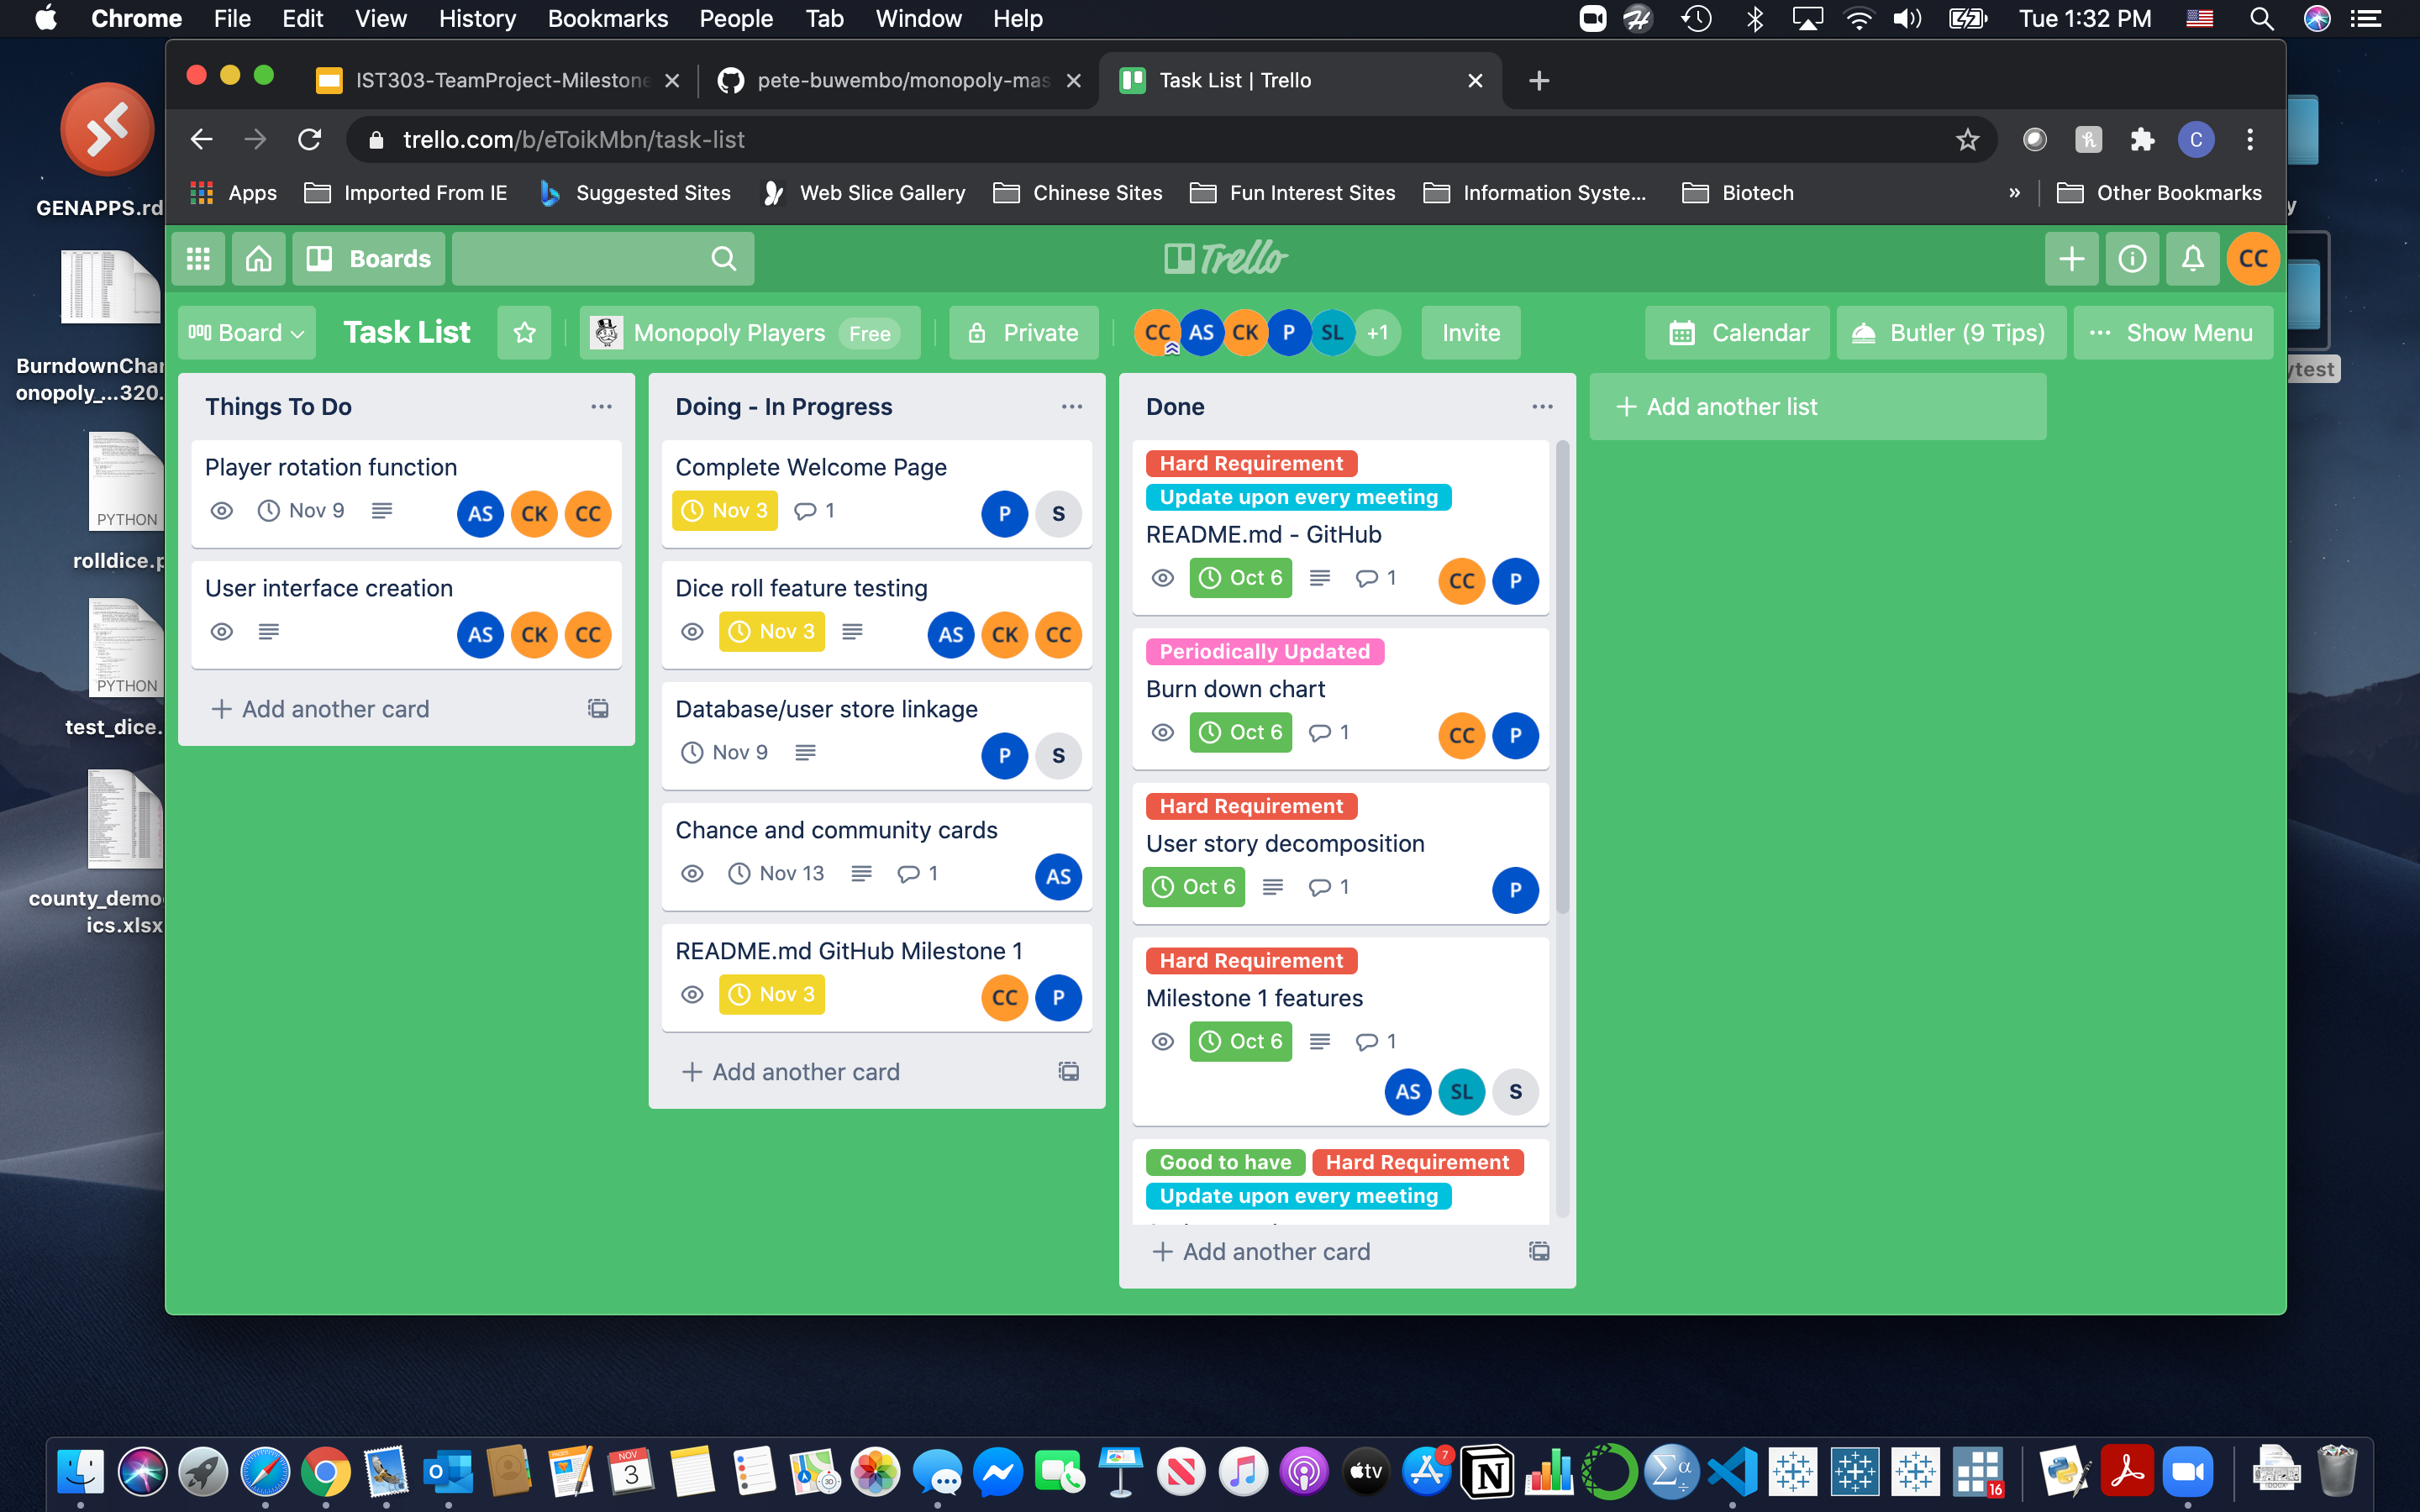 Chrome File Edit View History Bookmarks People Tab Window Help
Tue 1:32 PM
IST303-TeamProject-Milestone
pete-buwembo/monopoly-mas
Task List | Trello
trello.com/b/eToikMbn/task-list
C
Apps
Imported From IE
Suggested Sites
Web Slice Gallery
Chinese Sites
Fun Interest Sites
Information Syste...
Biotech
»
Other Bookmarks
Boards
Trello
CC
Board
Task List
Monopoly Players Free
Private
CC AS CK P SL +1
Invite
Calendar
Butler (9 Tips)
... Show Menu
Things To Do
Player rotation function
Nov 9
AS CK CC
User interface creation
AS CK CC
+ Add another card
Doing - In Progress
Complete Welcome Page
Nov 3 1
P S
Dice roll feature testing
Nov 3
AS CK CC
Database/user store linkage
Nov 9
P S
Chance and community cards
Nov 13 1
AS
README.md GitHub Milestone 1
Nov 3
CC P
+ Add another card
Done
Hard Requirement
Update upon every meeting
README.md - GitHub
Oct 6 1
CC P
Periodically Updated
Burn down chart
Oct 6 1
CC P
Hard Requirement
User story decomposition
Oct 6 1
P
Hard Requirement
Milestone 1 features
Oct 6 1
AS SL S
Good to have Hard Requirement
Update upon every meeting
+ Add another card
+ Add another list
GENAPPS.rd
BurndownChar
onopoly_...320.
PYTHON
rolldice.p
PYTHON
test_dice.
county_demo
ics.xlsx
y
ytest
NOV
3
tv
7
16